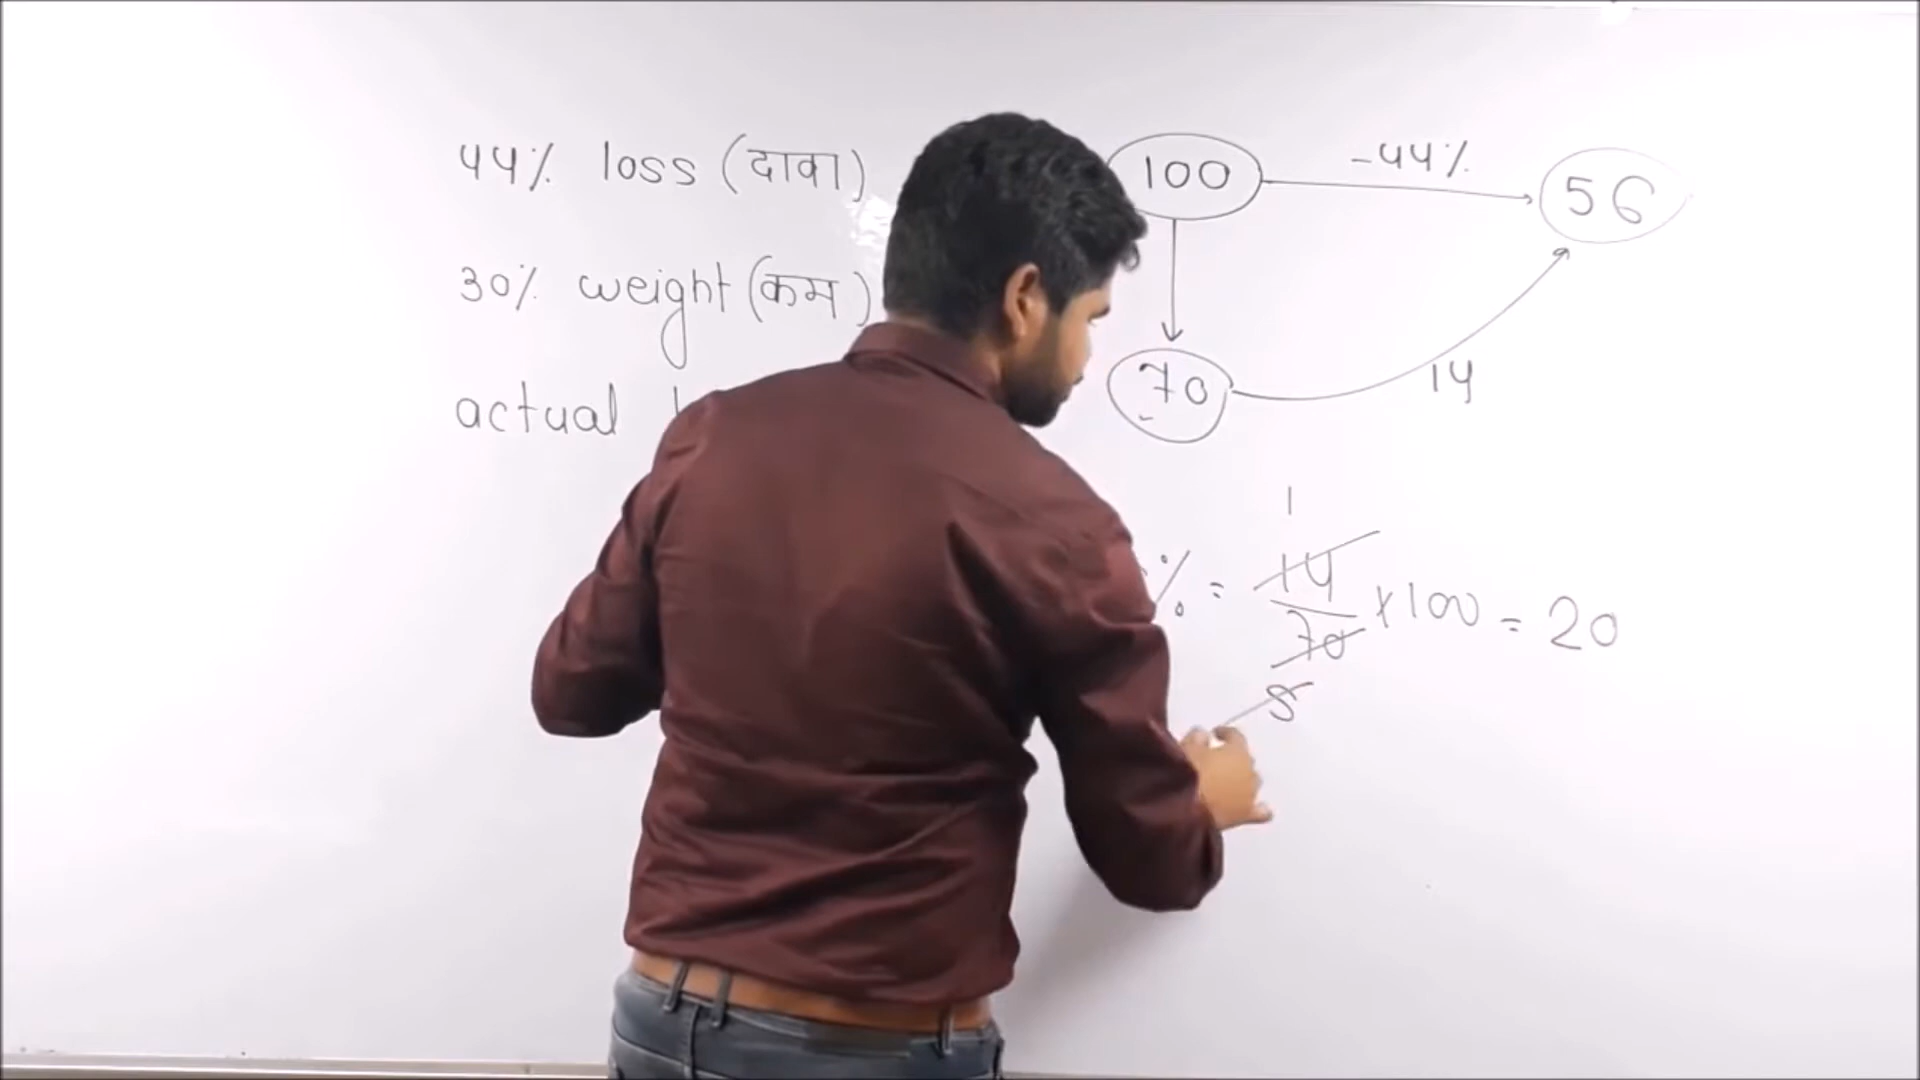 44% loss (दावा)
30% weight (कम)
actual
100
-44%
56
70
14
1
% = 14/70 × 100 = 20
5